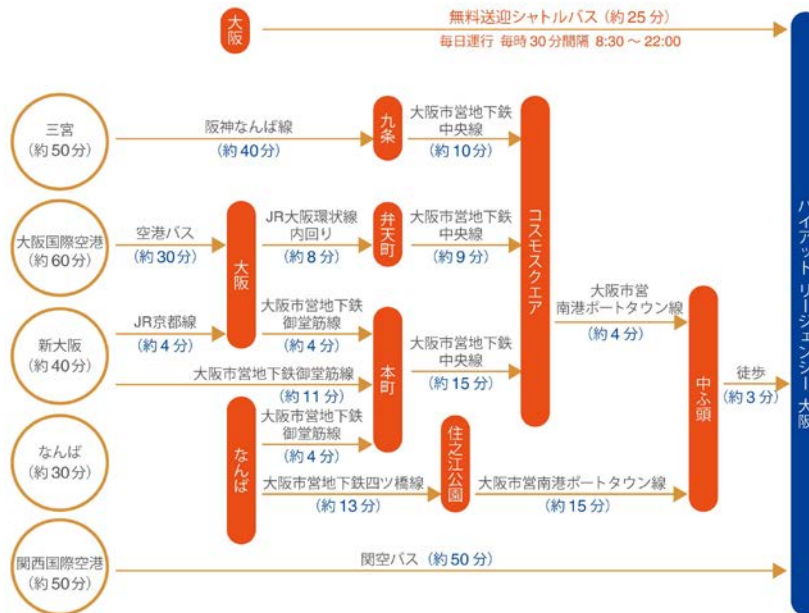 大阪
無料送迎シャトルバス（約25分）
毎日運行 毎時30分間隔 8:30～22:00
三宮
（約50分）
阪神なんば線
（約40分）
九条
大阪市営地下鉄
中央線
（約10分）
大阪国際空港
（約60分）
空港バス
（約30分）
大阪
JR大阪環状線
内回り
（約8分）
弁天町
大阪市営地下鉄
中央線
（約9分）
コスモスクエア
大阪市営
南港ポートタウン線
（約4分）
新大阪
（約40分）
JR京都線
（約4分）
大阪市営地下鉄
御堂筋線
（約4分）
大阪市営地下鉄御堂筋線
（約11分）
本町
大阪市営地下鉄
中央線
（約15分）
中ふ頭
徒歩
（約3分）
ハイアット リージェンシー 大阪
なんば
（約30分）
なんば
大阪市営地下鉄
御堂筋線
（約4分）
大阪市営地下鉄四ツ橋線
（約13分）
住之江公園
大阪市営南港ポートタウン線
（約15分）
関西国際空港
（約50分）
関空バス（約50分）